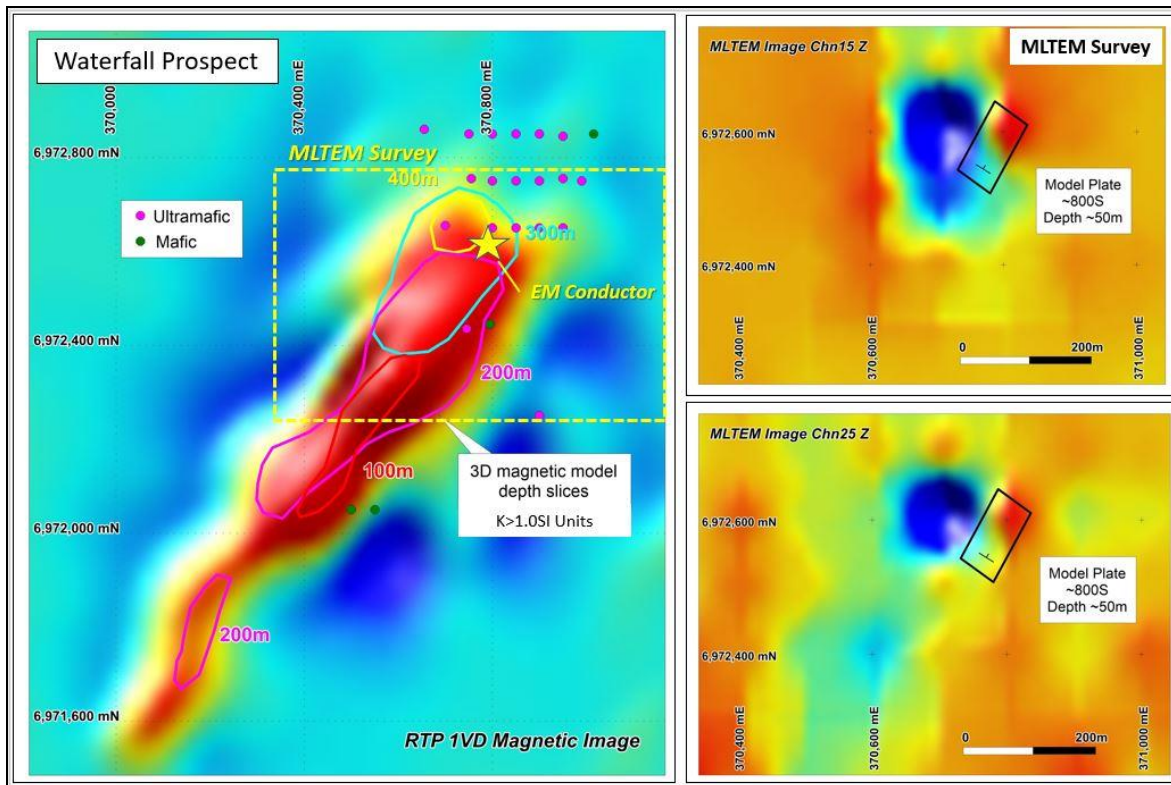 Waterfall Prospect
370,000 mE
370,400 mE
370,800 mE
6,972,800 mN
MLTEM Survey
400m
Ultramafic
Mafic
300m
EM Conductor
6,972,400 mN
200m
100m
3D magnetic model
depth slices
K>1.0SI Units
6,972,000 mN
200m
6,971,600 mN
RTP 1VD Magnetic Image
MLTEM Image Chn15 Z
MLTEM Survey
6,972,600 mN
Model Plate
~800S
Depth ~50m
6,972,400 mN
370,400 mE
370,600 mE
371,000 mE
0
200m
MLTEM Image Chn25 Z
6,972,600 mN
Model Plate
~800S
Depth ~50m
6,972,400 mN
370,400 mE
370,600 mE
371,000 mE
0
200m